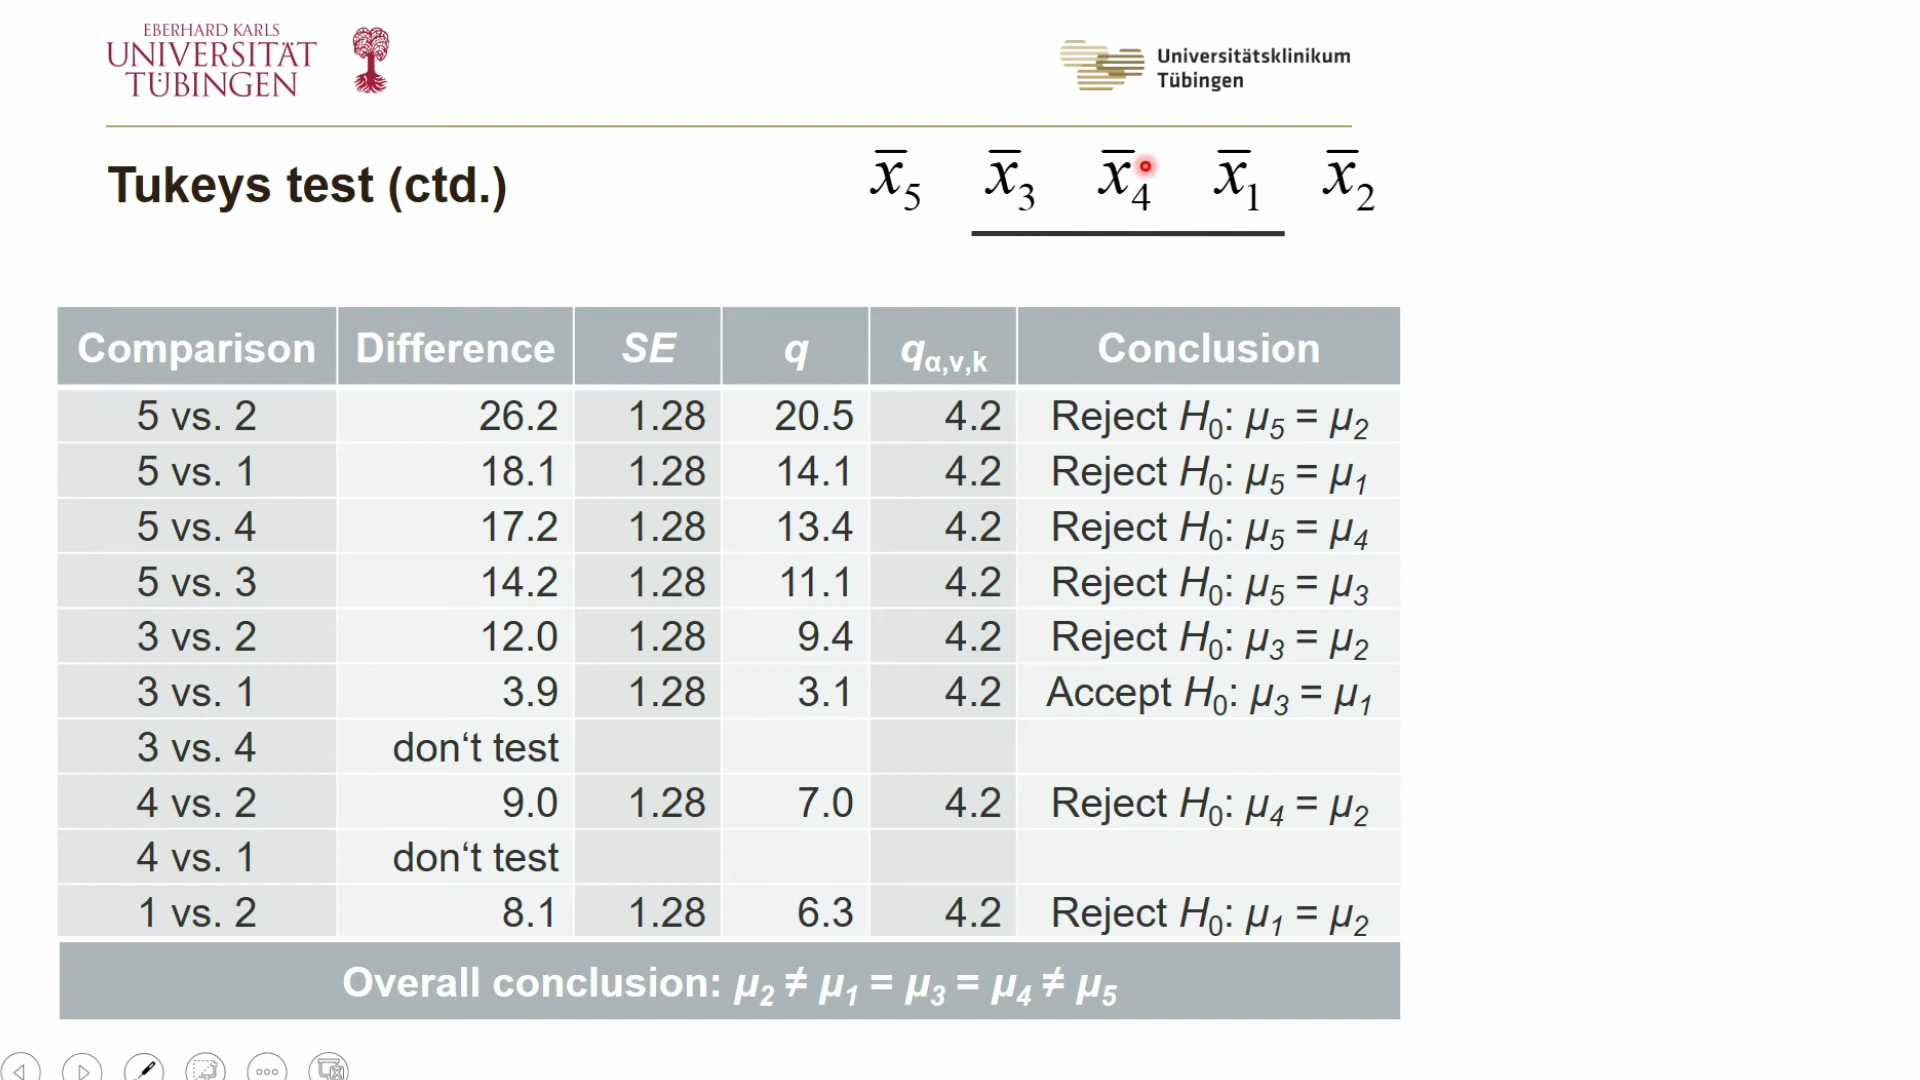 EBERHARD KARLS
UNIVERSITÄT
TÜBINGEN
Universitätsklinikum
Tübingen
Tukeys test (ctd.)
x̅₅ x̅₃ x̅₄ x̅₁ x̅₂
Comparison Difference SE q qα,v,k Conclusion
5 vs. 2 26.2 1.28 20.5 4.2 Reject H₀: μ₅ = μ₂
5 vs. 1 18.1 1.28 14.1 4.2 Reject H₀: μ₅ = μ₁
5 vs. 4 17.2 1.28 13.4 4.2 Reject H₀: μ₅ = μ₄
5 vs. 3 14.2 1.28 11.1 4.2 Reject H₀: μ₅ = μ₃
3 vs. 2 12.0 1.28 9.4 4.2 Reject H₀: μ₃ = μ₂
3 vs. 1 3.9 1.28 3.1 4.2 Accept H₀: μ₃ = μ₁
3 vs. 4 don‘t test
4 vs. 2 9.0 1.28 7.0 4.2 Reject H₀: μ₄ = μ₂
4 vs. 1 don‘t test
1 vs. 2 8.1 1.28 6.3 4.2 Reject H₀: μ₁ = μ₂
Overall conclusion: μ₂ ≠ μ₁ = μ₃ = μ₄ ≠ μ₅